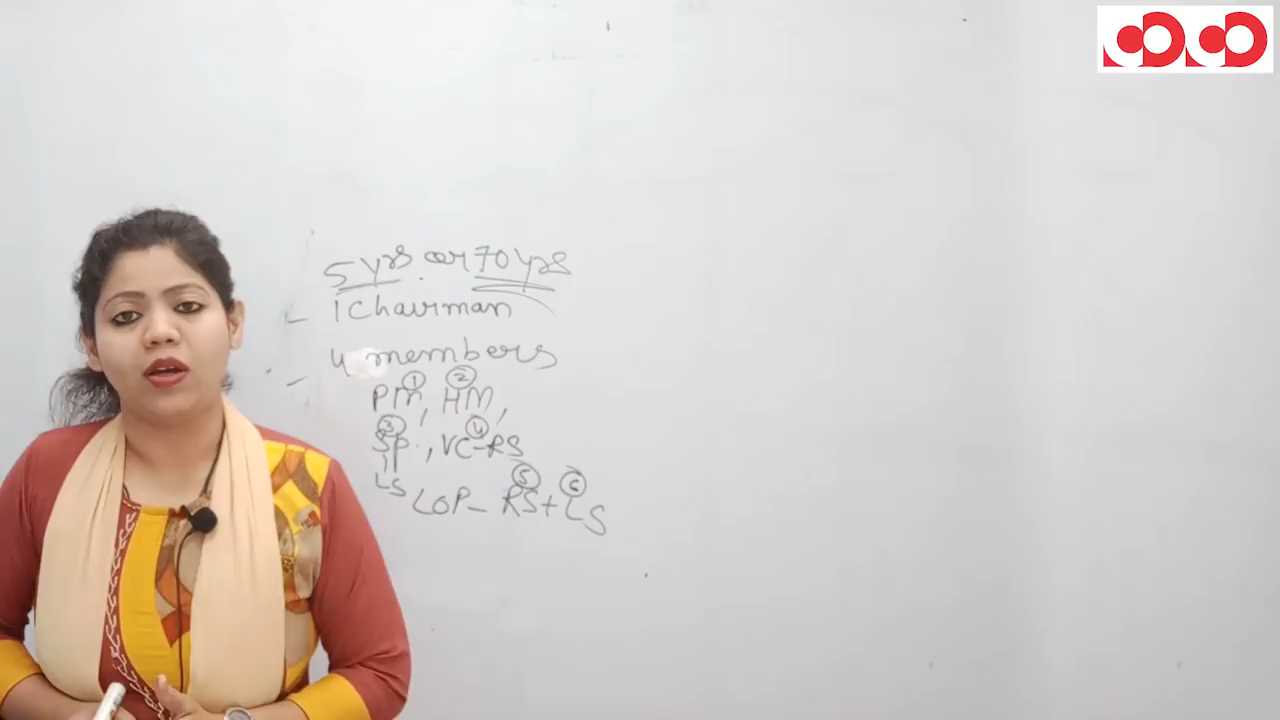 5 yrs or 70 yrs
– 1 Chairman
– 4 members
PM ①, HM ②,
SP. ③, VC-RS ④
LS
LOP – RS ⑤ + LS ⑥